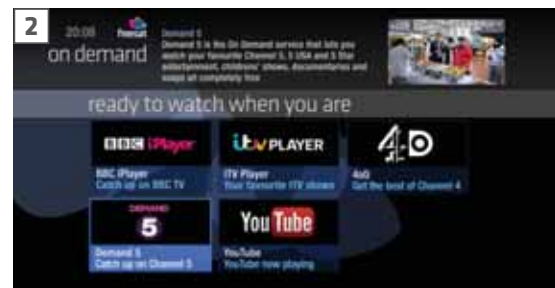 2
20:08 freesat
on demand
Demand 5
Demand 5 is the On Demand service that lets you
watch your favourite Channel 5, 5 USA and 5 Star
entertainment, childrens' shows, documentaries and
soaps all completely free
ready to watch when you are
BBC iPlayer
itv PLAYER
4oD
BBC iPlayer
Catch up on BBC TV
ITV Player
Your favourite ITV shows
4oD
Get the best of Channel 4
DEMAND
5
You Tube
Demand 5
Catch up on Channel 5
YouTube
YouTube now playing